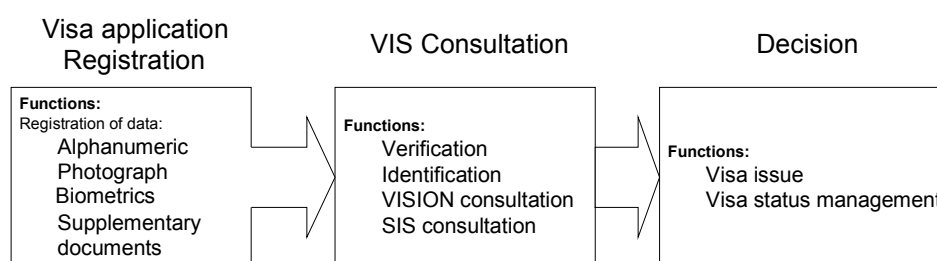 Visa application
Registration
Functions:
Registration of data:
Alphanumeric
Photograph
Biometrics
Supplementary
documents
VIS Consultation
Functions:
Verification
Identification
VISION consultation
SIS consultation
Decision
Functions:
Visa issue
Visa status management